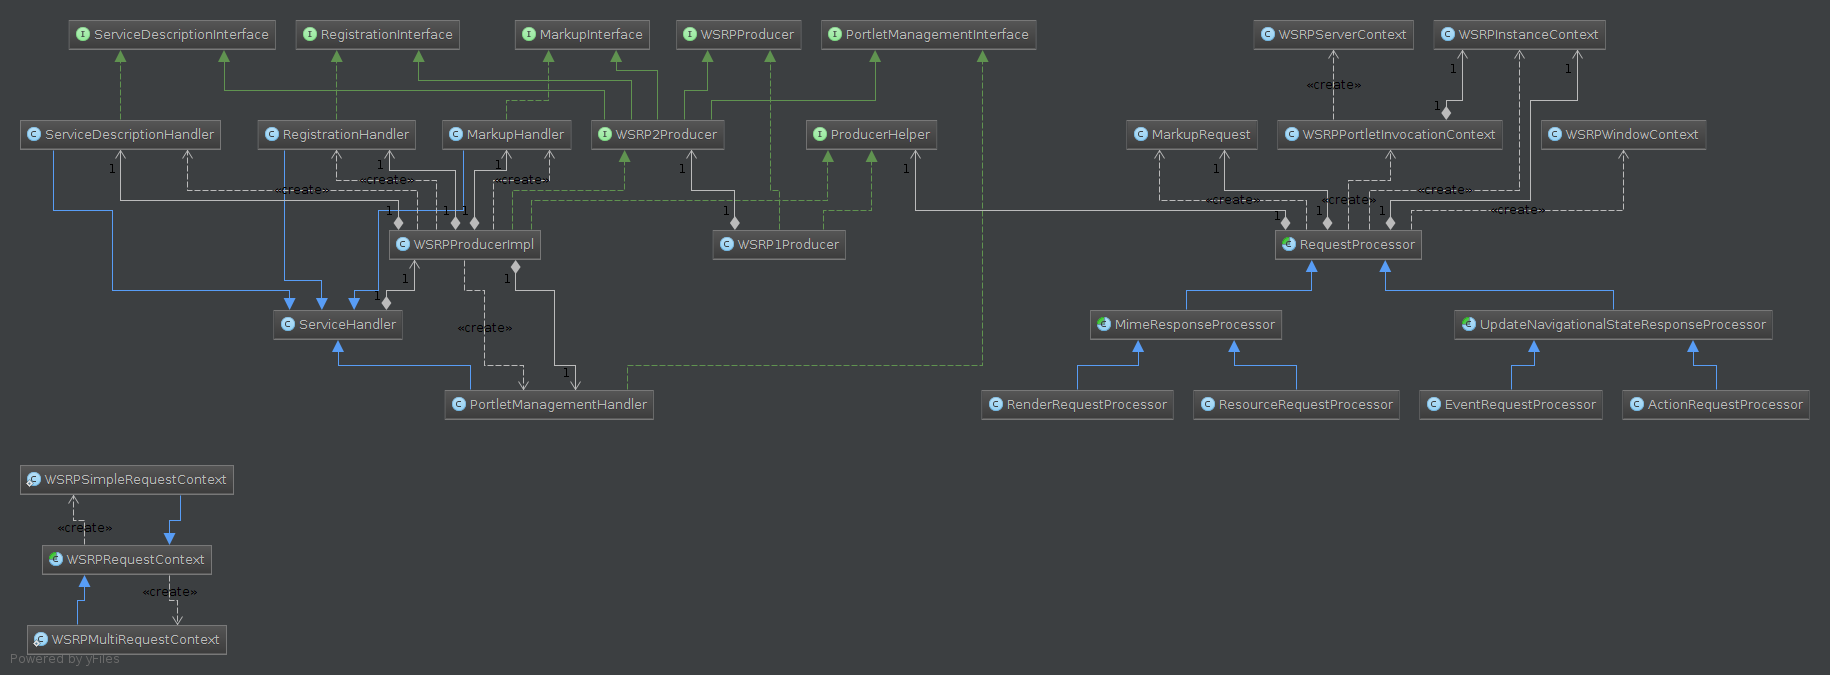 ServiceDescriptionInterface
RegistrationInterface
MarkupInterface
WSRPProducer
PortletManagementInterface
WSRPServerContext
WSRPInstanceContext
1
1
«create»
1
ServiceDescriptionHandler
RegistrationHandler
MarkupHandler
WSRP2Producer
ProducerHelper
MarkupRequest
WSRPPortletInvocationContext
WSRPWindowContext
1
1
1
1
1
1
«create»
«create»
«create»
«create»
«create»
«create»
«create»
1
1
1
1
1
1
1
WSRPProducerImpl
WSRP1Producer
RequestProcessor
1
1
1
ServiceHandler
«create»
MimeResponseProcessor
UpdateNavigationalStateResponseProcessor
1
PortletManagementHandler
RenderRequestProcessor
ResourceRequestProcessor
EventRequestProcessor
ActionRequestProcessor
WSRPSimpleRequestContext
«create»
WSRPRequestContext
«create»
WSRPMultiRequestContext
Powered by yFiles